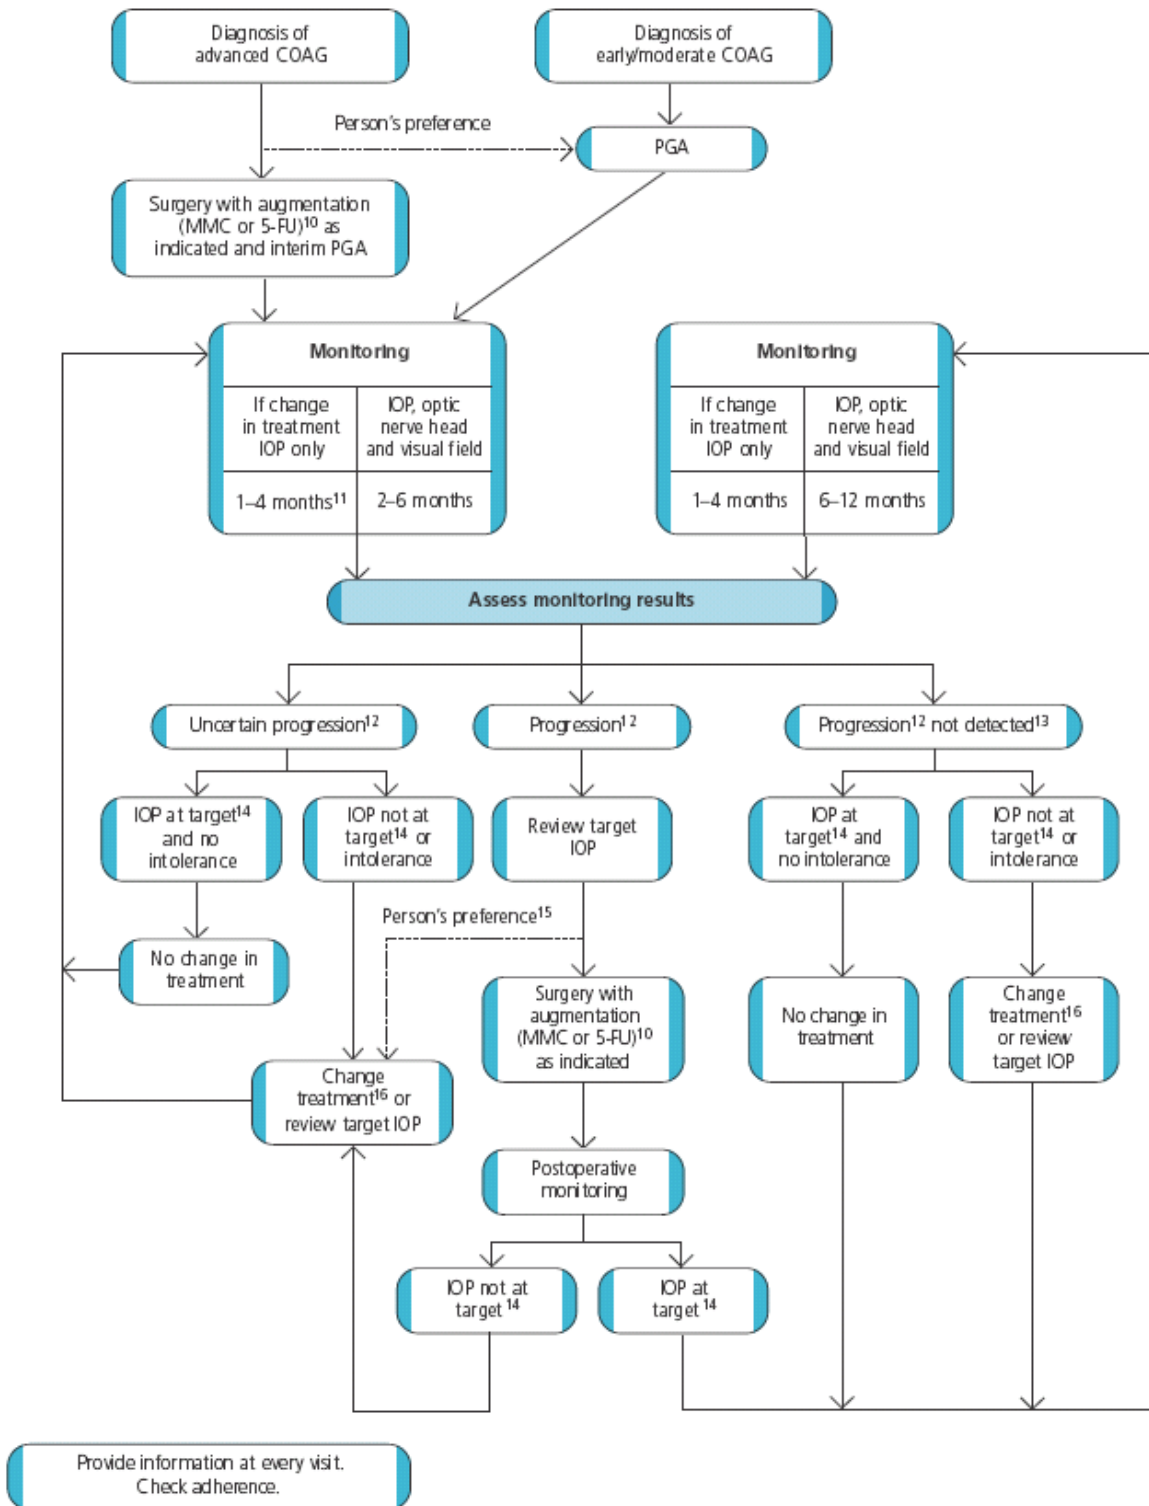 Diagnosis of
advanced COAG
Diagnosis of
early/moderate COAG
Person's preference
PGA
Surgery with augmentation
(MMC or 5-FU)¹⁰ as
indicated and interim PGA
Monitoring
If change
in treatment
IOP only
IOP, optic
nerve head
and visual field
1–4 months¹¹
2–6 months
Monitoring
If change
in treatment
IOP only
IOP, optic
nerve head
and visual field
1–4 months
6–12 months
Assess monitoring results
Uncertain progression¹²
Progression¹²
Progression¹² not detected¹³
IOP at target¹⁴
and no
intolerance
IOP not at
target¹⁴ or
intolerance
Review target
IOP
IOP at
target¹⁴ and
no intolerance
IOP not at
target¹⁴ or
intolerance
Person's preference¹⁵
No change in
treatment
Surgery with
augmentation
(MMC or 5-FU)¹⁰
as indicated
No change in
treatment
Change
treatment¹⁶
or review
target IOP
Change
treatment¹⁶ or
review target IOP
Postoperative
monitoring
IOP not at
target ¹⁴
IOP at
target ¹⁴
Provide information at every visit.
Check adherence.